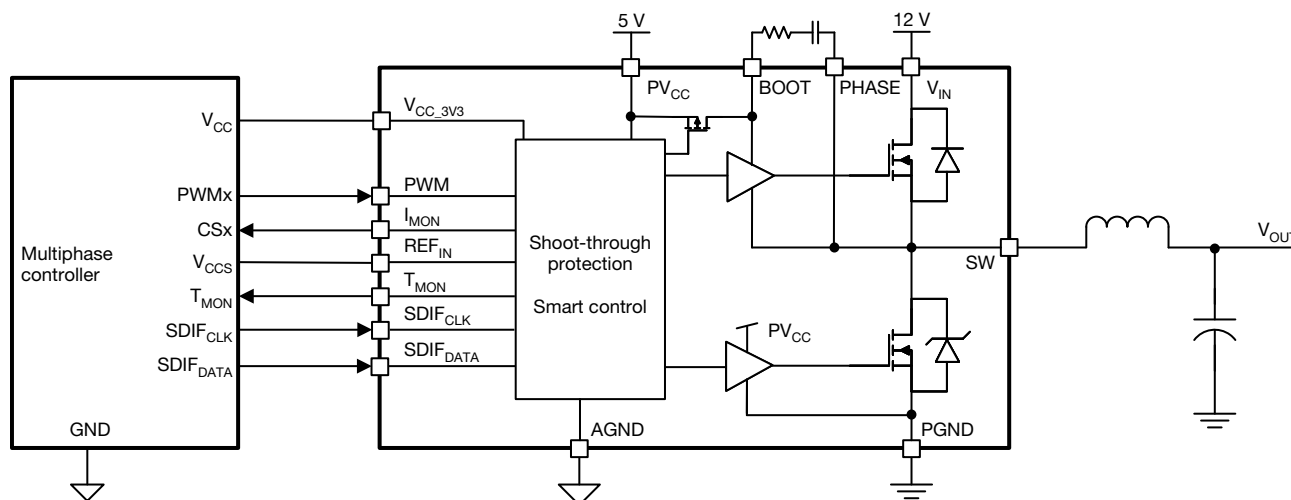 5 V
12 V
PV_CC
BOOT
PHASE
V_IN
V_CC
V_CC_3V3
PWMx
PWM
CSx
I_MON
V_CCS
REF_IN
T_MON
T_MON
SDIF_CLK
SDIF_CLK
SDIF_DATA
SDIF_DATA
Multiphase
controller
Shoot-through
protection
Smart control
PV_CC
SW
V_OUT
GND
AGND
PGND